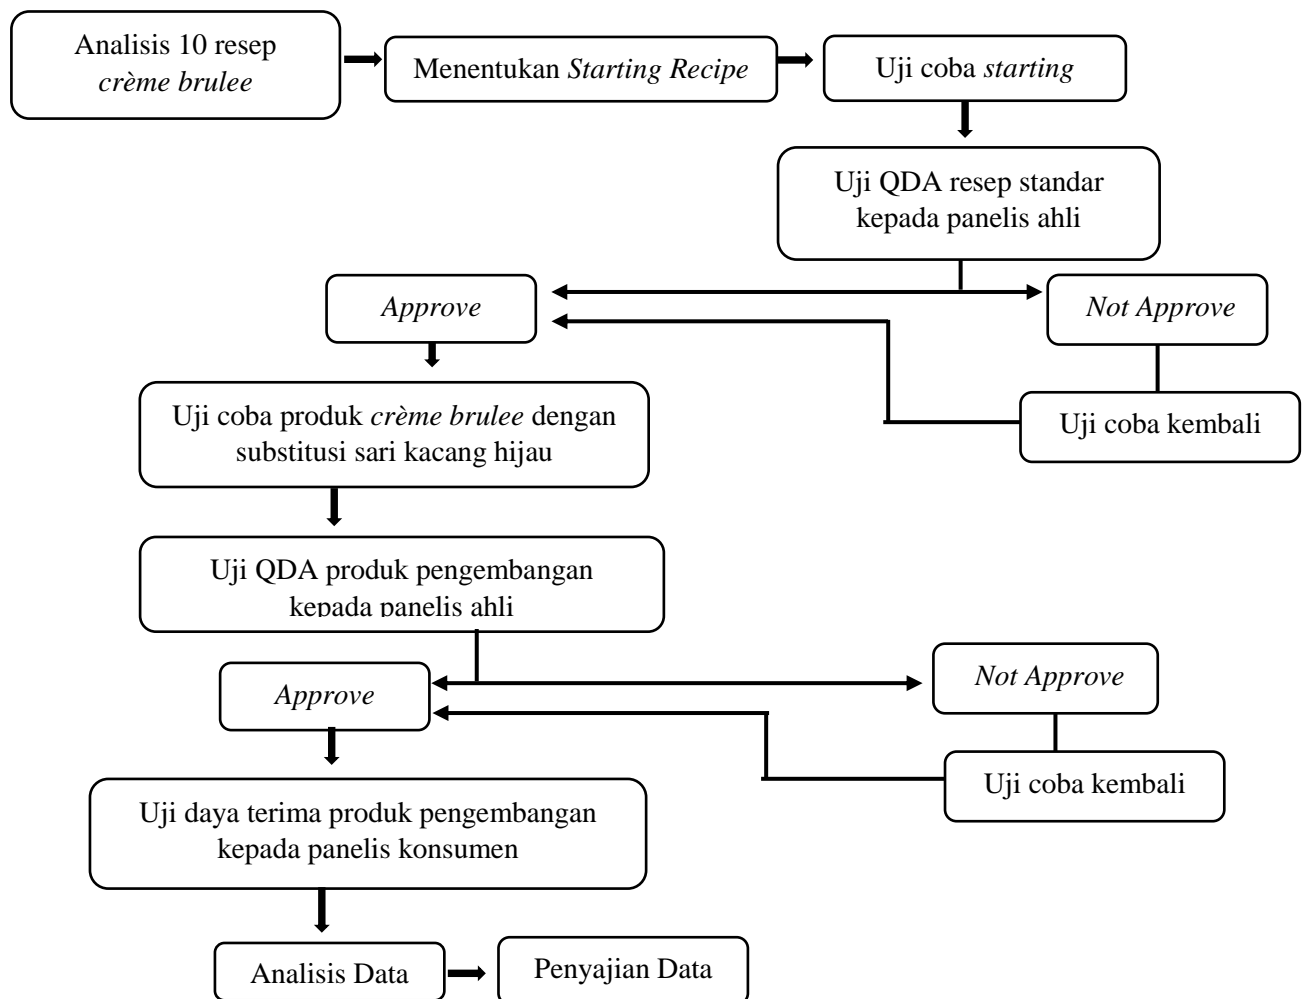 Analisis 10 resep
crème brulee
Menentukan Starting Recipe
Uji coba starting
Uji QDA resep standar
kepada panelis ahli
Approve
Not Approve
Uji coba produk crème brulee dengan
substitusi sari kacang hijau
Uji coba kembali
Uji QDA produk pengembangan
kepada panelis ahli
Approve
Not Approve
Uji coba kembali
Uji daya terima produk pengembangan
kepada panelis konsumen
Analisis Data
Penyajian Data